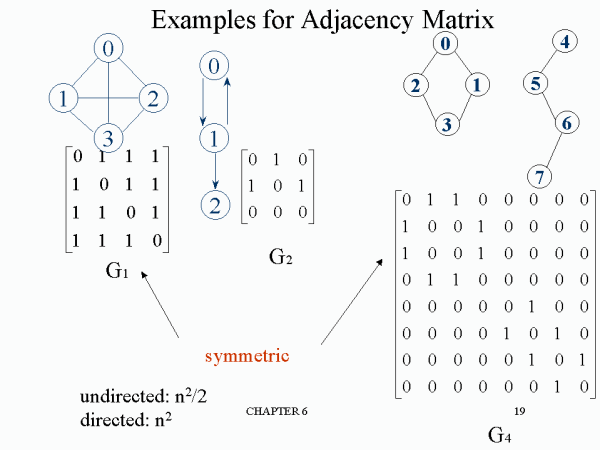 Examples for Adjacency Matrix
0
1 2
3
0 1 1 1
1 0 1 1
1 1 0 1
1 1 1 0
G1
0
1
2
0 1 0
1 0 1
0 0 0
G2
0
2 1
3
4
5
6
7
0 1 1 0 0 0 0 0
1 0 0 1 0 0 0 0
1 0 0 1 0 0 0 0
0 1 1 0 0 0 0 0
0 0 0 0 0 1 0 0
0 0 0 0 1 0 1 0
0 0 0 0 0 1 0 1
0 0 0 0 0 0 1 0
G4
symmetric
undirected: n²/2
directed: n²
CHAPTER 6
19